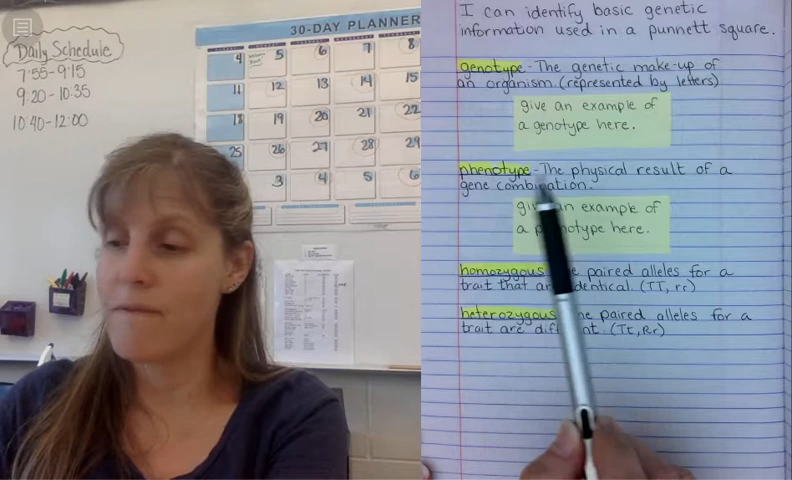 Daily Schedule
7:55-9:15
9:20-10:35
10:40-12:00
30-DAY PLANNER
4 5 6 7 8
11 12 13 14 15
18 19 20 21 22
25 26 27 28 29
3 4 5 6
I can identify basic genetic
information used in a punnett square.
genotype-The genetic make-up of
an organism.(represented by letters)
give an example of
a genotype here.
phenotype-The physical result of a
gene combination.
an example of
a here.
homozygous paired alleles for a
trait that are identical. (TT, rr)
heterozygous paired alleles for a
trait are different. (Tt, Rr)